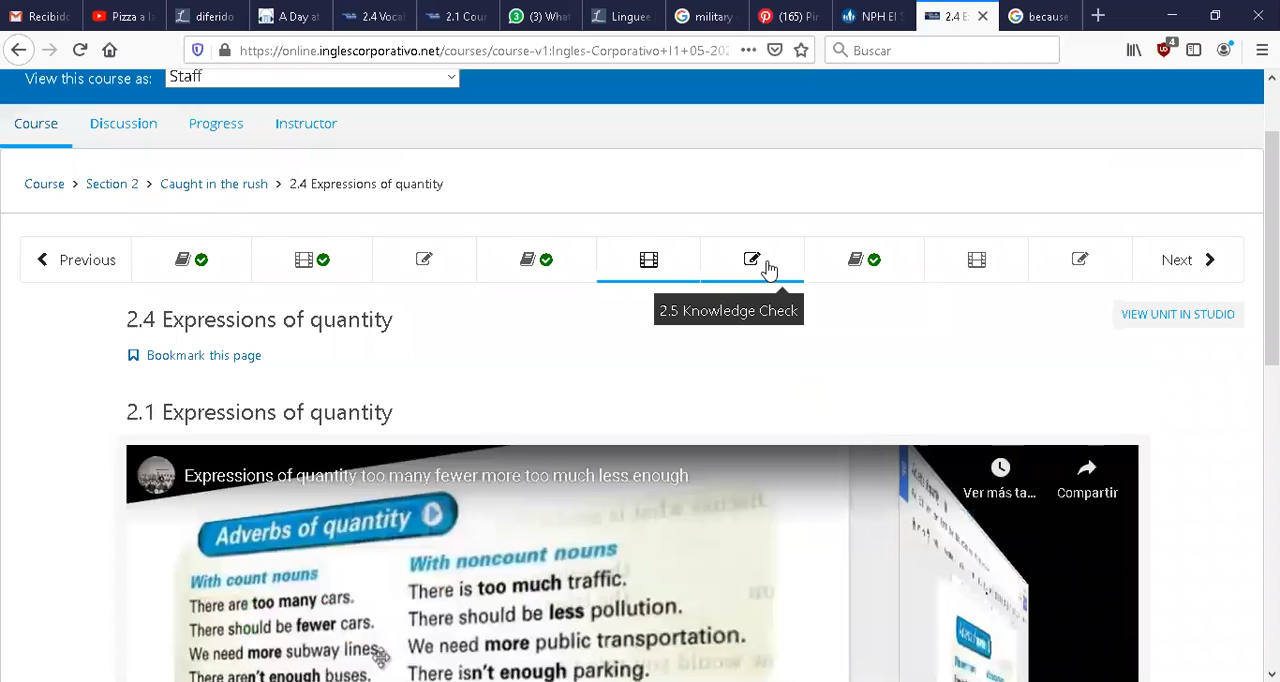 Recibido
Pizza a l
diferido
A Day at
2.4 Vocal
2.1 Cour
(3) What
Linguee
military
(165) Pin
NPH El S
2.4 E
because
https://online.inglescorporativo.net/courses/course-v1:Ingles-Corporativo+I1+05-202
Buscar
4
View this course as:
Staff
Course
Discussion
Progress
Instructor
Course > Section 2 > Caught in the rush > 2.4 Expressions of quantity
Previous
Next
2.5 Knowledge Check
2.4 Expressions of quantity
VIEW UNIT IN STUDIO
Bookmark this page
2.1 Expressions of quantity
Expressions of quantity too many fewer more too much less enough
Ver más ta...
Compartir
Adverbs of quantity
With count nouns
There are too many cars.
There should be fewer cars.
We need more subway lines.
There aren't enough buses.
With noncount nouns
There is too much traffic.
There should be less pollution.
We need more public transportation.
There isn't enough parking.